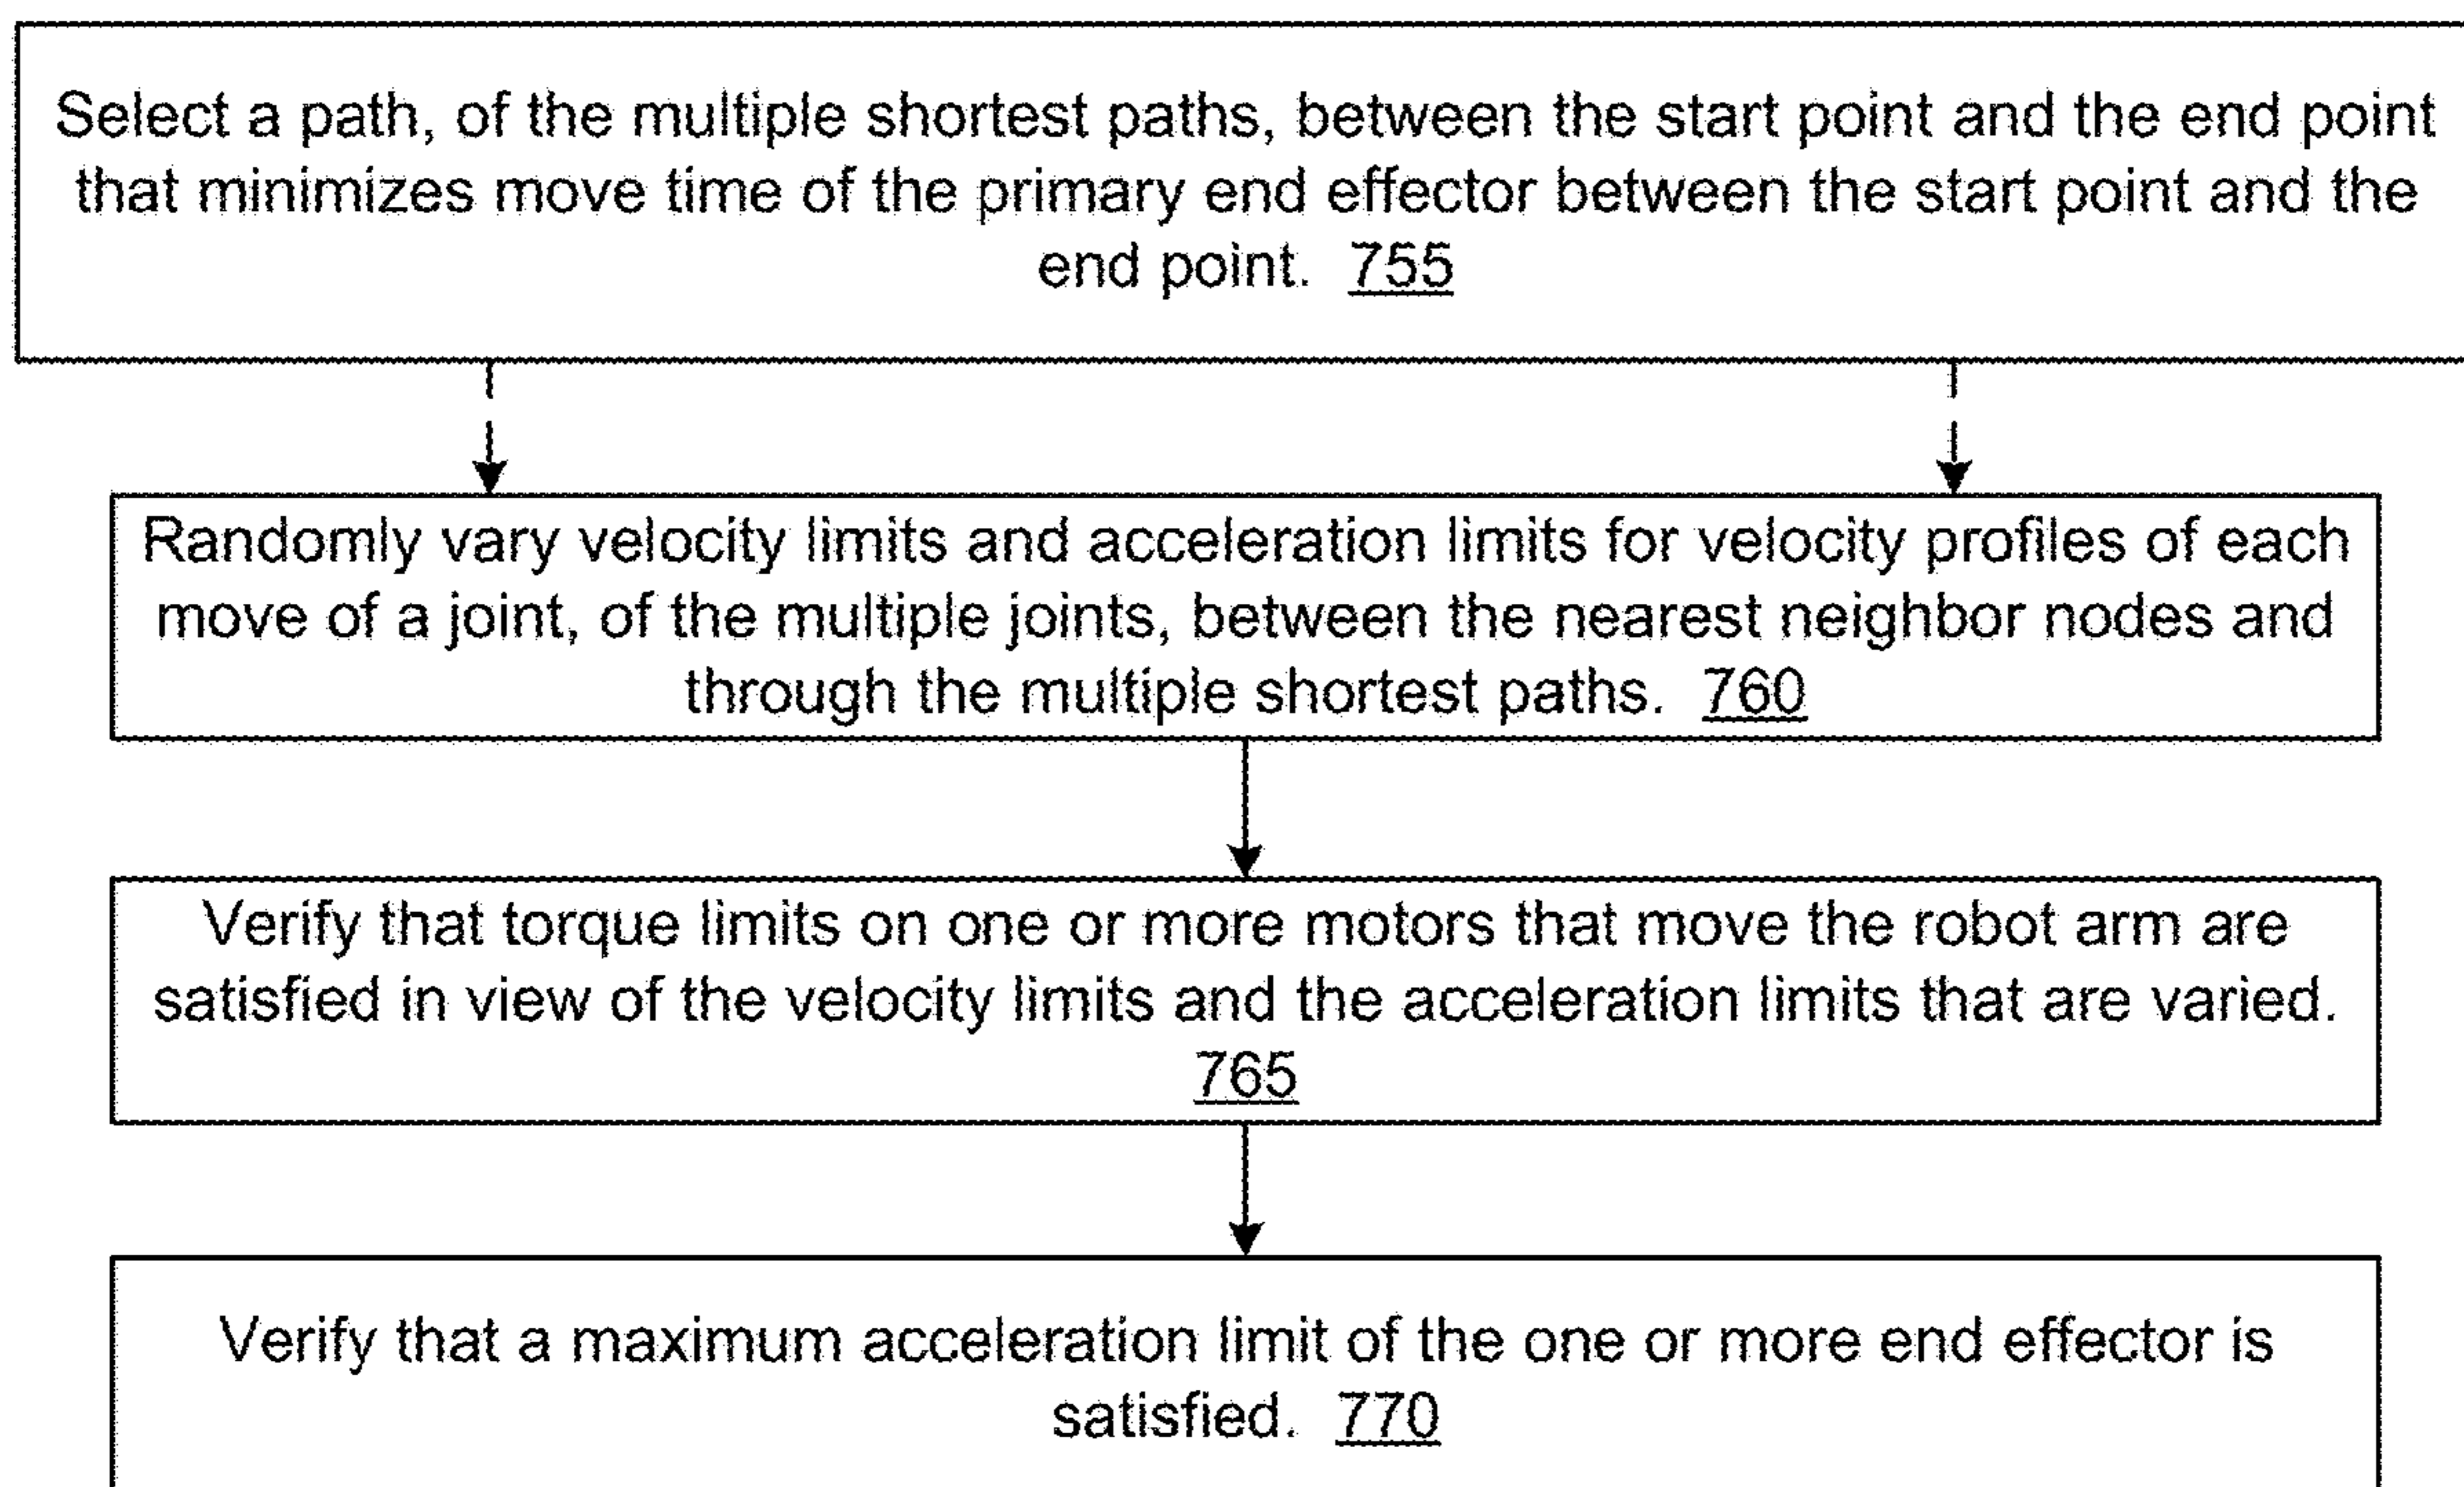 Select a path, of the multiple shortest paths, between the start point and the end point
that minimizes move time of the primary end effector between the start point and the
end point. 755
Randomly vary velocity limits and acceleration limits for velocity profiles of each
move of a joint, of the multiple joints, between the nearest neighbor nodes and
through the multiple shortest paths. 760
Verify that torque limits on one or more motors that move the robot arm are
satisfied in view of the velocity limits and the acceleration limits that are varied.
765
Verify that a maximum acceleration limit of the one or more end effector is
satisfied. 770